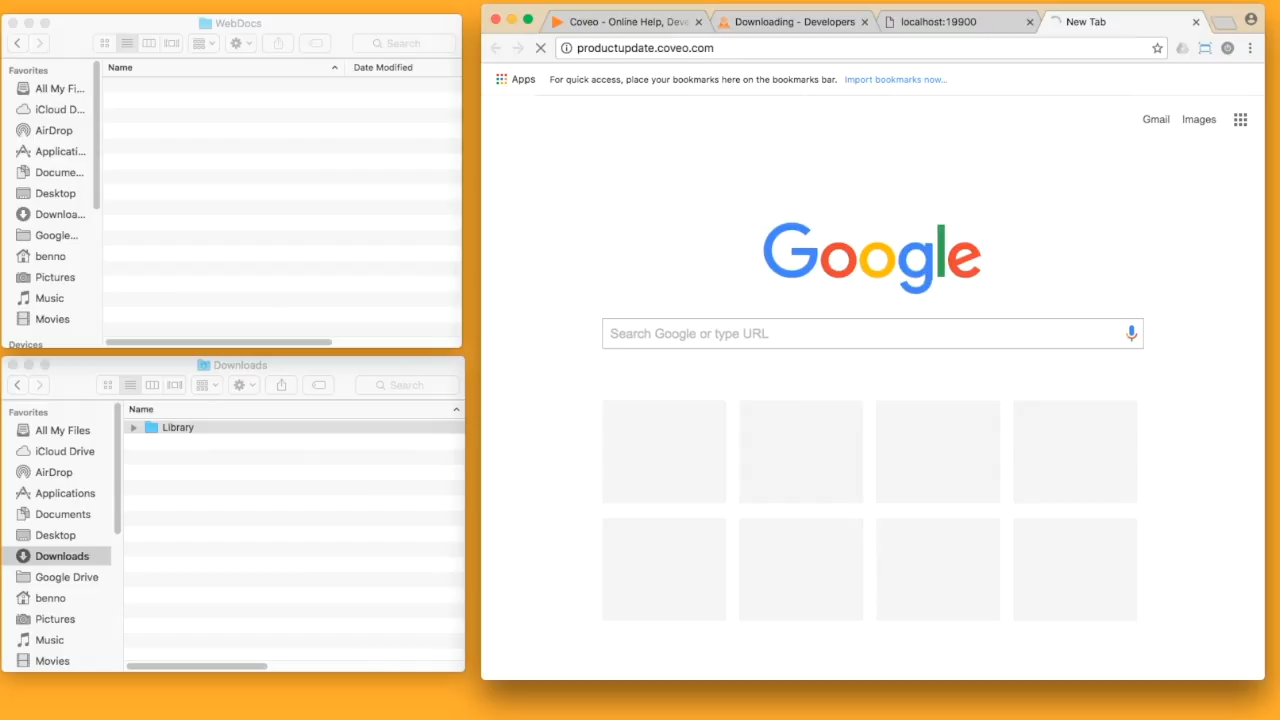 WebDocs
Search
Favorites
Name
Date Modified
All My Fi...
iCloud D...
AirDrop
Applicati...
Docume...
Desktop
Downloa...
Google...
benno
Pictures
Music
Movies
Devices
Downloads
Search
Favorites
Name
All My Files
Library
iCloud Drive
AirDrop
Applications
Documents
Desktop
Downloads
Google Drive
benno
Pictures
Music
Movies
Coveo - Online Help, Deve
Downloading - Developers
localhost:19900
New Tab
productupdate.coveo.com
Apps
For quick access, place your bookmarks here on the bookmarks bar. Import bookmarks now...
Gmail Images
Google
Search Google or type URL